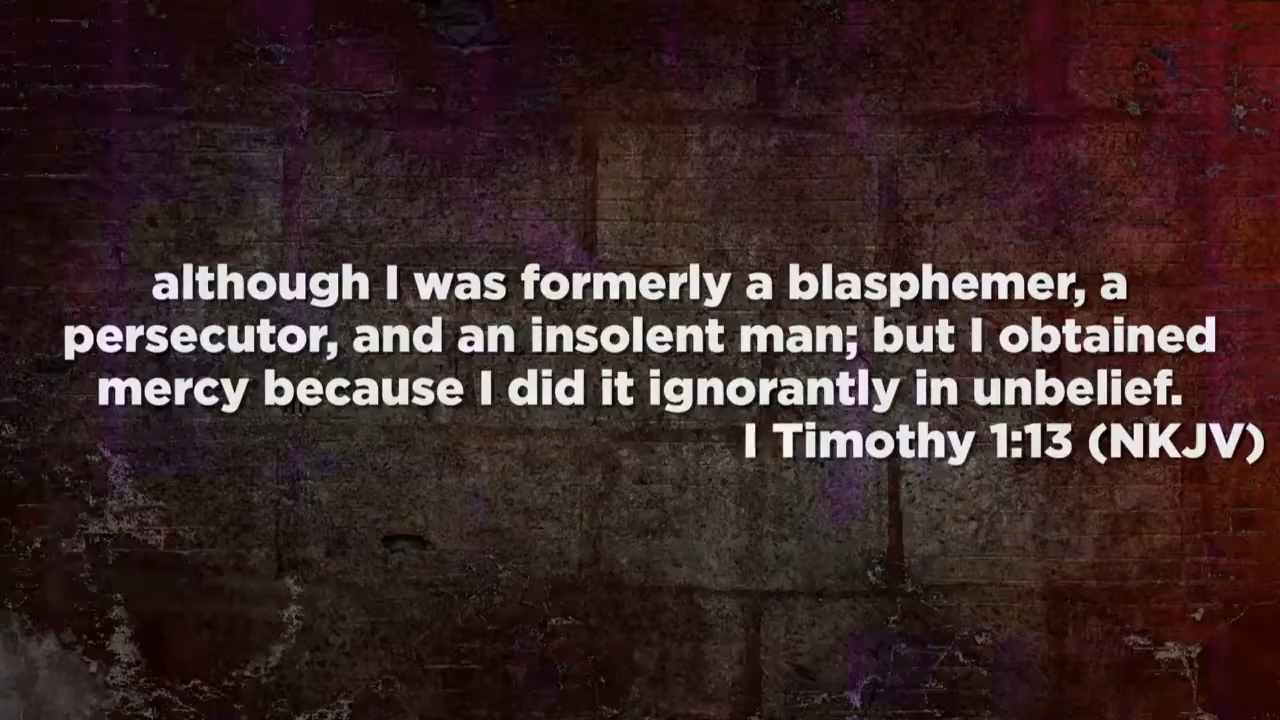 although I was formerly a blasphemer, a
persecutor, and an insolent man; but I obtained
mercy because I did it ignorantly in unbelief.
I Timothy 1:13 (NKJV)